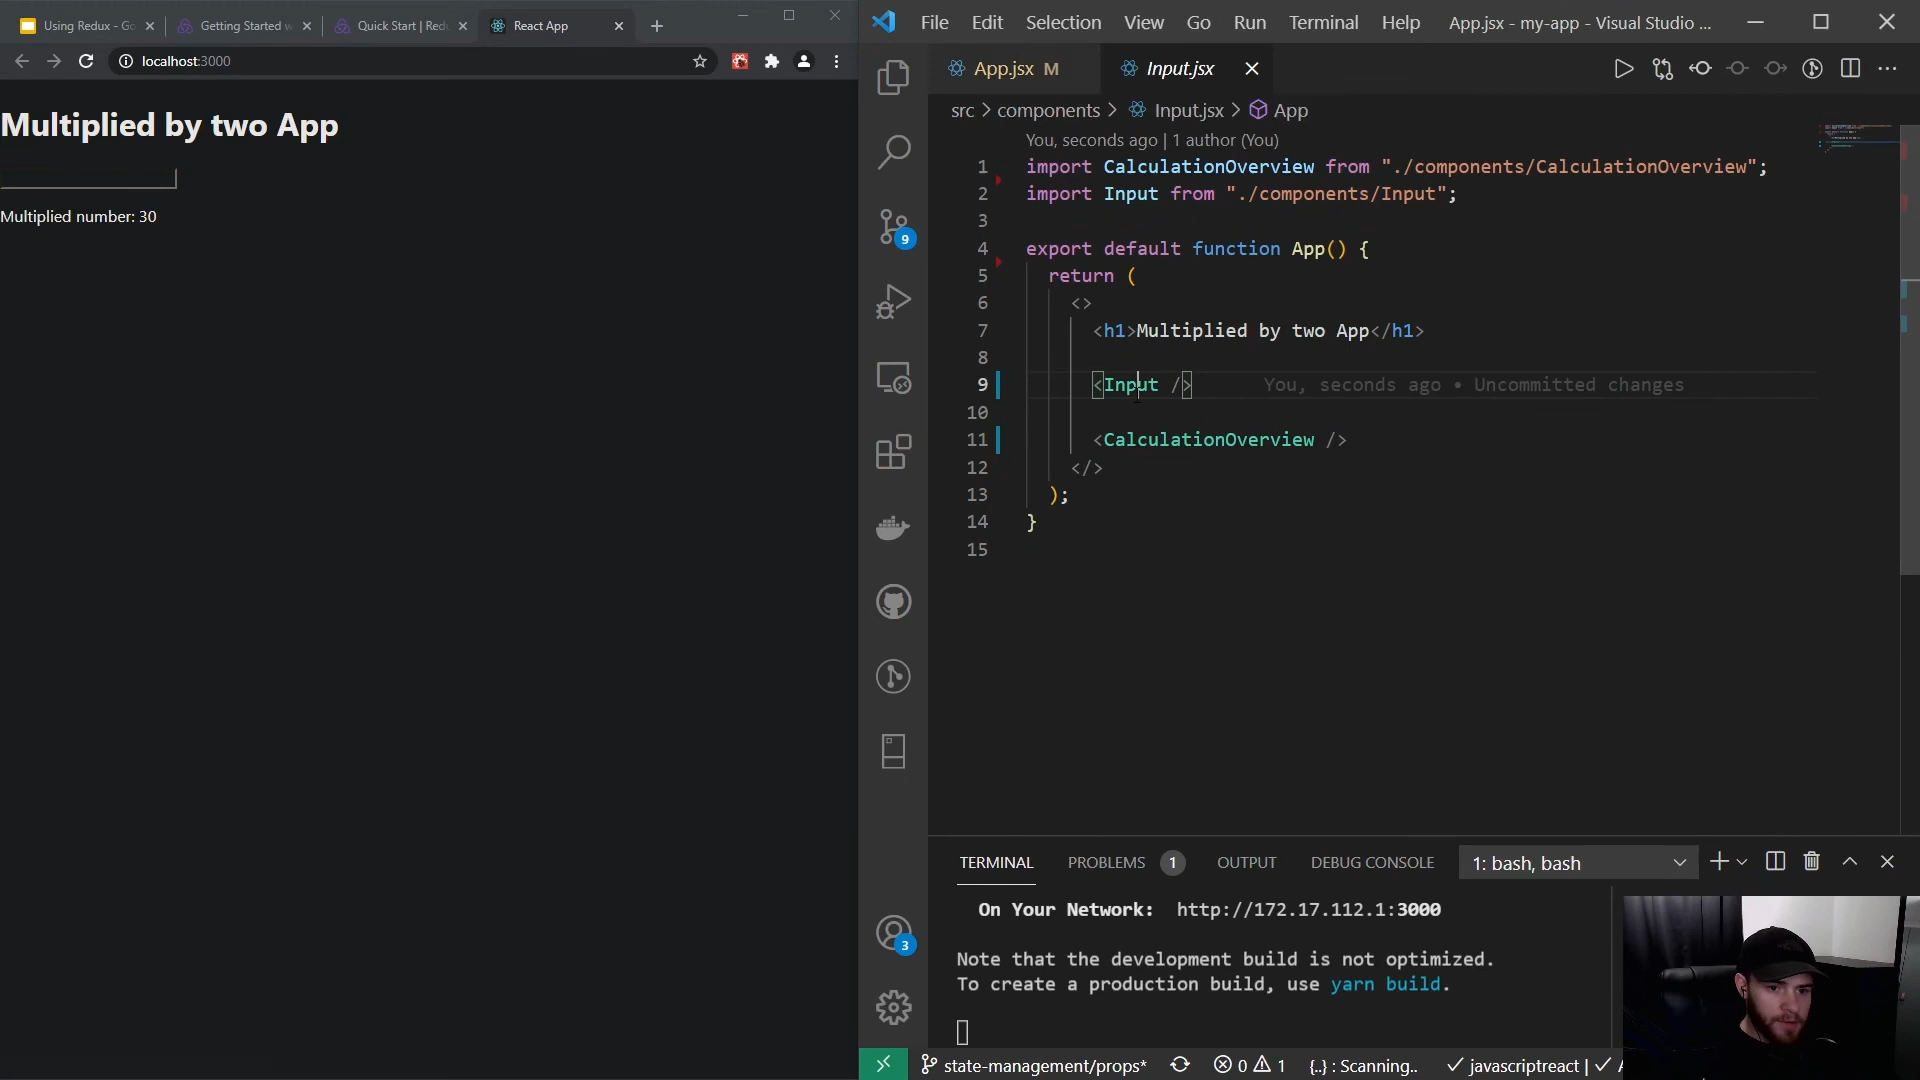 Using Redux - Go
Getting Started w
Quick Start | Redu
React App
localhost:3000
Multiplied by two App
Multiplied number: 30
File Edit Selection View Go Run Terminal Help App.jsx - my-app - Visual Studio ...
App.jsx M
Input.jsx
src > components > Input.jsx > App
You, seconds ago | 1 author (You)
1 import CalculationOverview from "./components/CalculationOverview";
2 import Input from "./components/Input";
3
4 export default function App() {
5 return (
6 <>
7 <h1>Multiplied by two App</h1>
8
9 <Input /> You, seconds ago • Uncommitted changes
10
11 <CalculationOverview />
12 </>
13 );
14 }
15
9
3
TERMINAL PROBLEMS 1 OUTPUT DEBUG CONSOLE 1: bash, bash
On Your Network: http://172.17.112.1:3000
Note that the development build is not optimized.
To create a production build, use yarn build.
state-management/props* 0 1 {..} : Scanning.. javascriptreact |